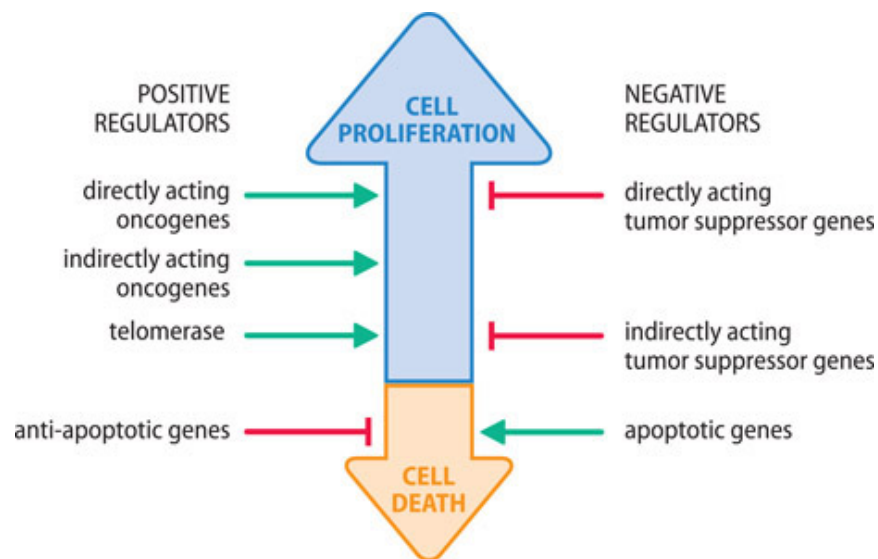 POSITIVE
REGULATORS
CELL
PROLIFERATION
NEGATIVE
REGULATORS
directly acting
oncogenes
indirectly acting
oncogenes
telomerase
anti-apoptotic genes
directly acting
tumor suppressor genes
indirectly acting
tumor suppressor genes
apoptotic genes
CELL
DEATH